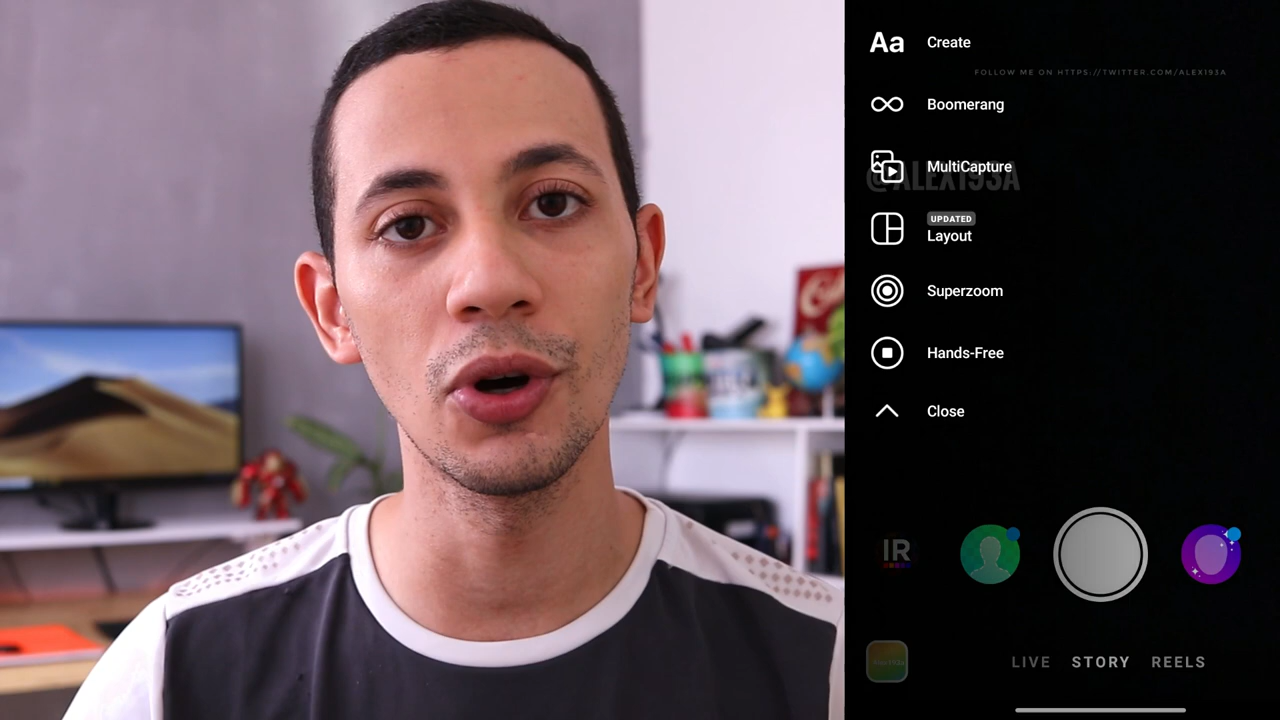 Aa Create
FOLLOW ME ON HTTPS://TWITTER.COM/ALEX193A
Boomerang
MultiCapture
@ALEX193A
UPDATED
Layout
Superzoom
Hands-Free
Close
IR
Alex193a
LIVE STORY REELS